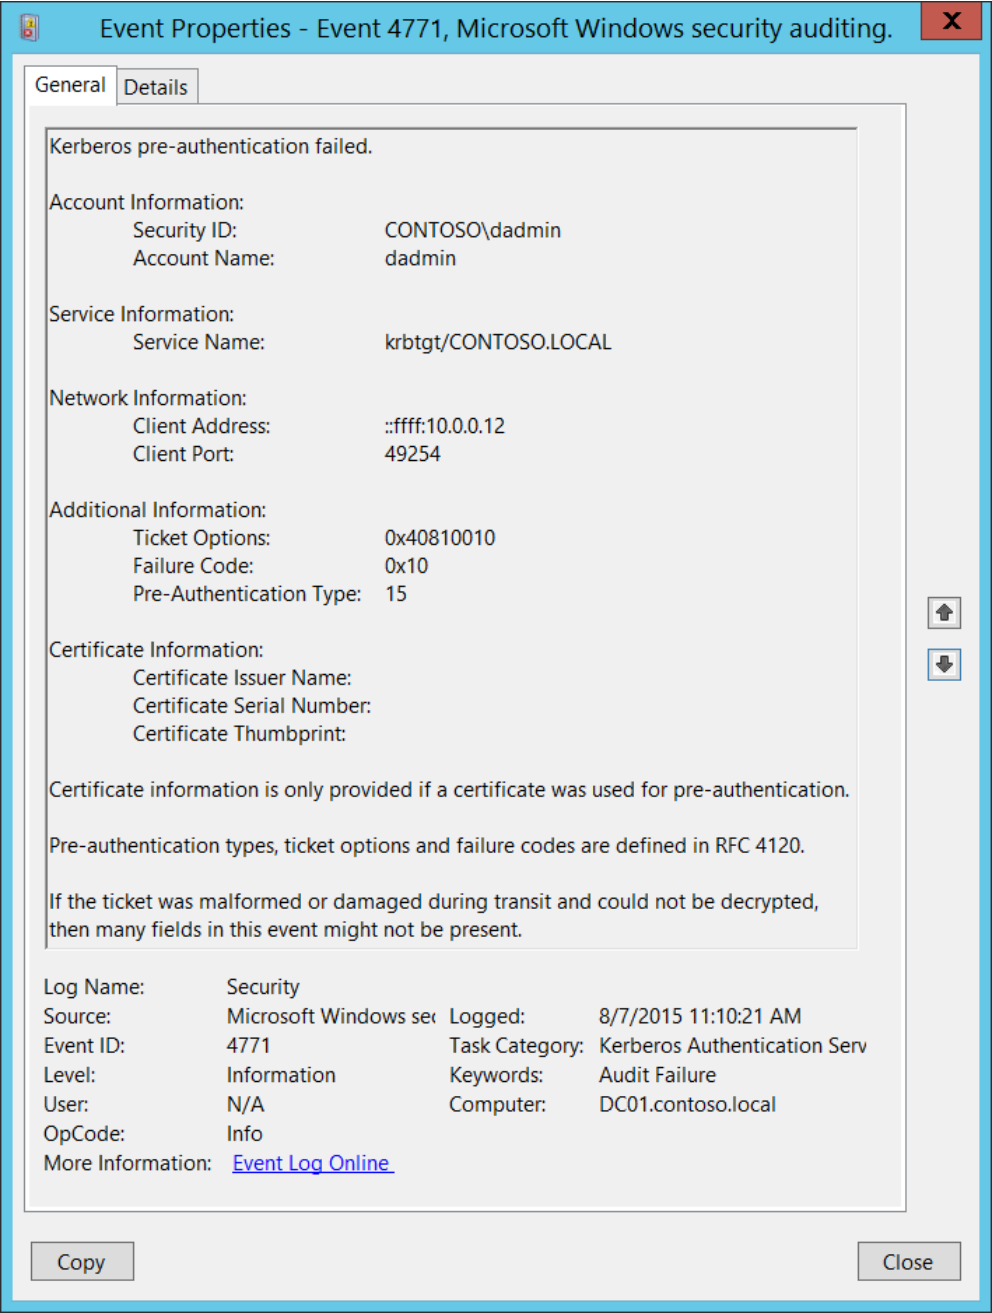 Event Properties - Event 4771, Microsoft Windows security auditing.
X
General Details
Kerberos pre-authentication failed.
Account Information:
Security ID: CONTOSO\dadmin
Account Name: dadmin
Service Information:
Service Name: krbtgt/CONTOSO.LOCAL
Network Information:
Client Address: ::ffff:10.0.0.12
Client Port: 49254
Additional Information:
Ticket Options: 0x40810010
Failure Code: 0x10
Pre-Authentication Type: 15
Certificate Information:
Certificate Issuer Name:
Certificate Serial Number:
Certificate Thumbprint:
Certificate information is only provided if a certificate was used for pre-authentication.
Pre-authentication types, ticket options and failure codes are defined in RFC 4120.
If the ticket was malformed or damaged during transit and could not be decrypted,
then many fields in this event might not be present.
Log Name: Security
Source: Microsoft Windows sec Logged: 8/7/2015 11:10:21 AM
Event ID: 4771 Task Category: Kerberos Authentication Serv
Level: Information Keywords: Audit Failure
User: N/A Computer: DC01.contoso.local
OpCode: Info
More Information: Event Log Online
Copy Close